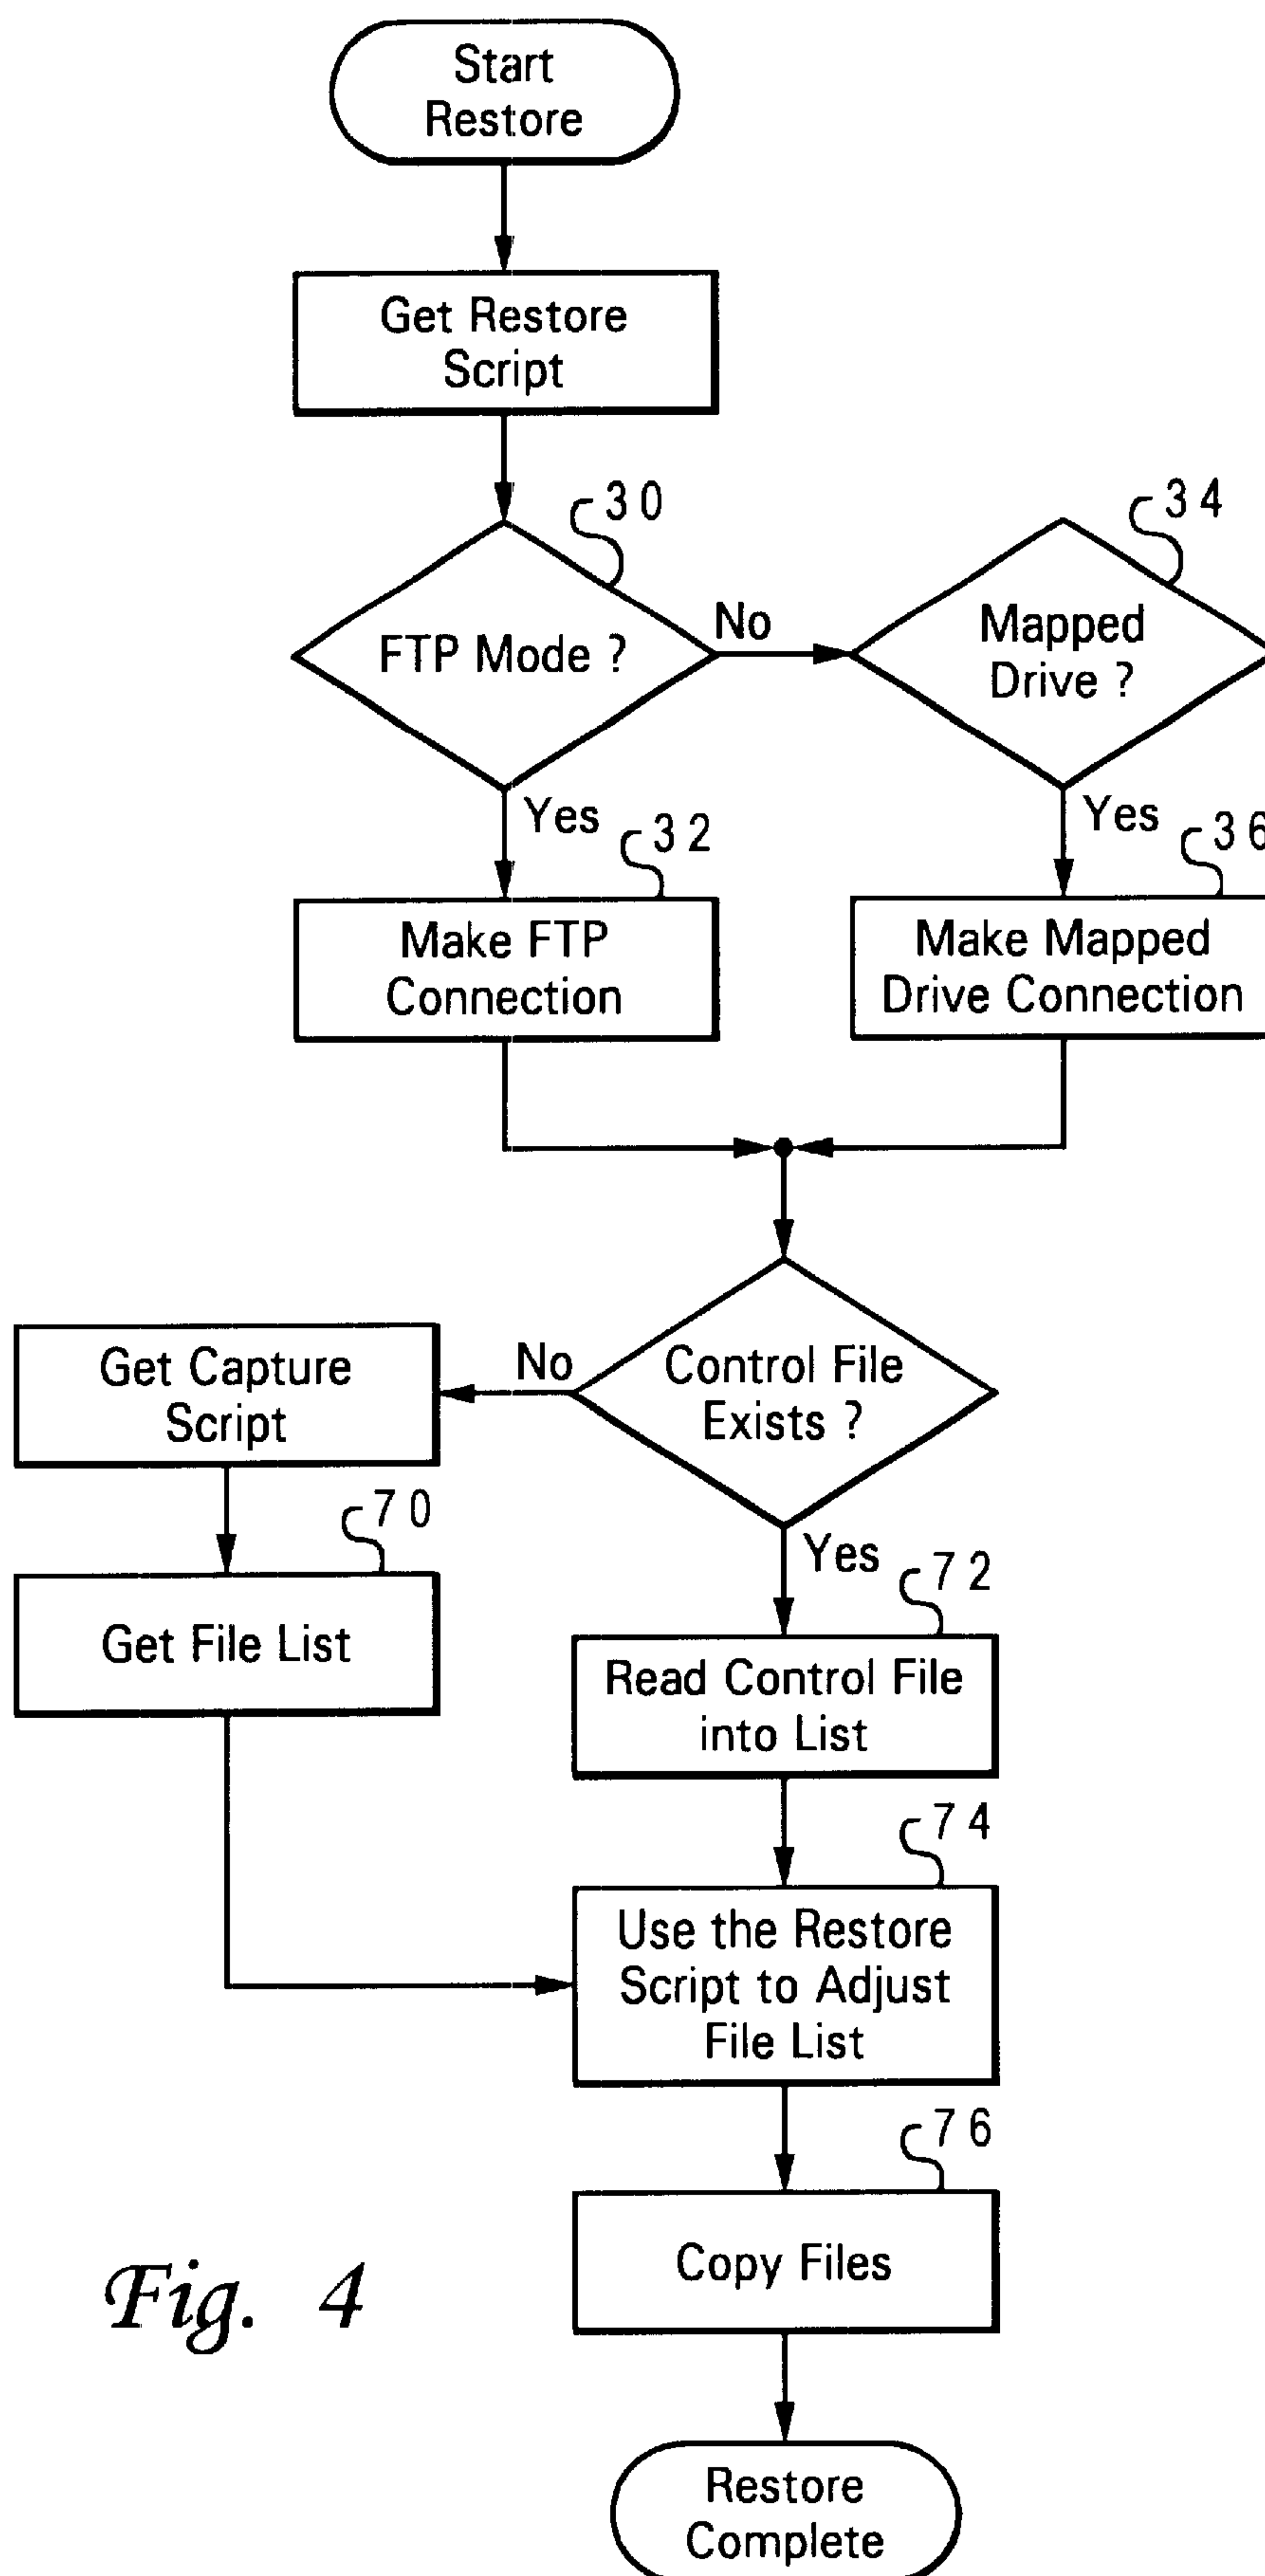 Start
Restore
Get Restore
Script
30
FTP Mode ?
No
34
Mapped
Drive ?
Yes
32
Make FTP
Connection
Yes
36
Make Mapped
Drive Connection
Control File
Exists ?
No
Get Capture
Script
70
Get File List
Yes
72
Read Control File
into List
74
Use the Restore
Script to Adjust
File List
76
Copy Files
Fig. 4
Restore
Complete